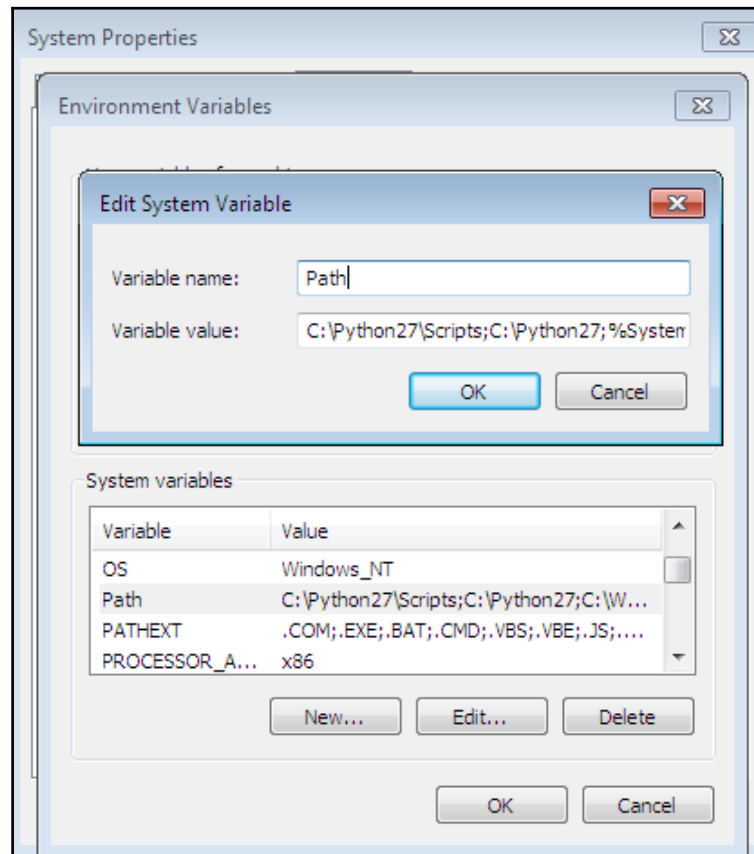 System Properties
Environment Variables
Edit System Variable
Variable name: Path
Variable value: C:\Python27\Scripts;C:\Python27;%System
OK Cancel
System variables
Variable Value
OS Windows_NT
Path C:\Python27\Scripts;C:\Python27;C:\W...
PATHEXT .COM;.EXE;.BAT;.CMD;.VBS;.VBE;.JS;....
PROCESSOR_A... x86
New... Edit... Delete
OK Cancel